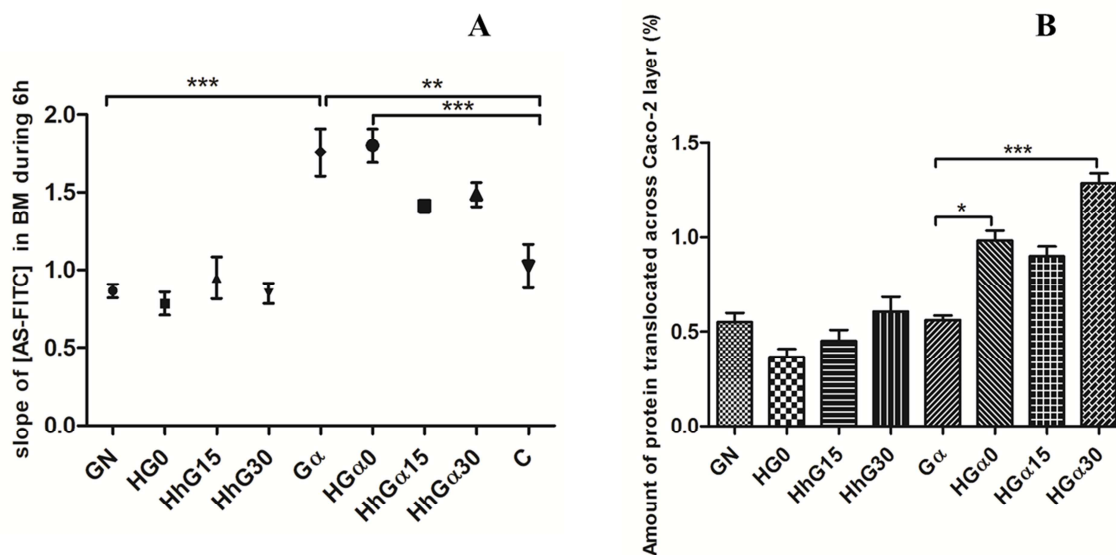 A
***
**
***
slope of [AS-FITC] in BM during 6h
2.0
1.5
1.0
0.5
0.0
GN
HG0
HhG15
HhG30
Gα
HGα0
HhGα15
HhGα30
C
B
Amount of protein translocated across Caco-2 layer (%)
***
*
1.5
1.0
0.5
0.0
GN
HG0
HhG15
HhG30
Gα
HGα0
HGα15
HGα30